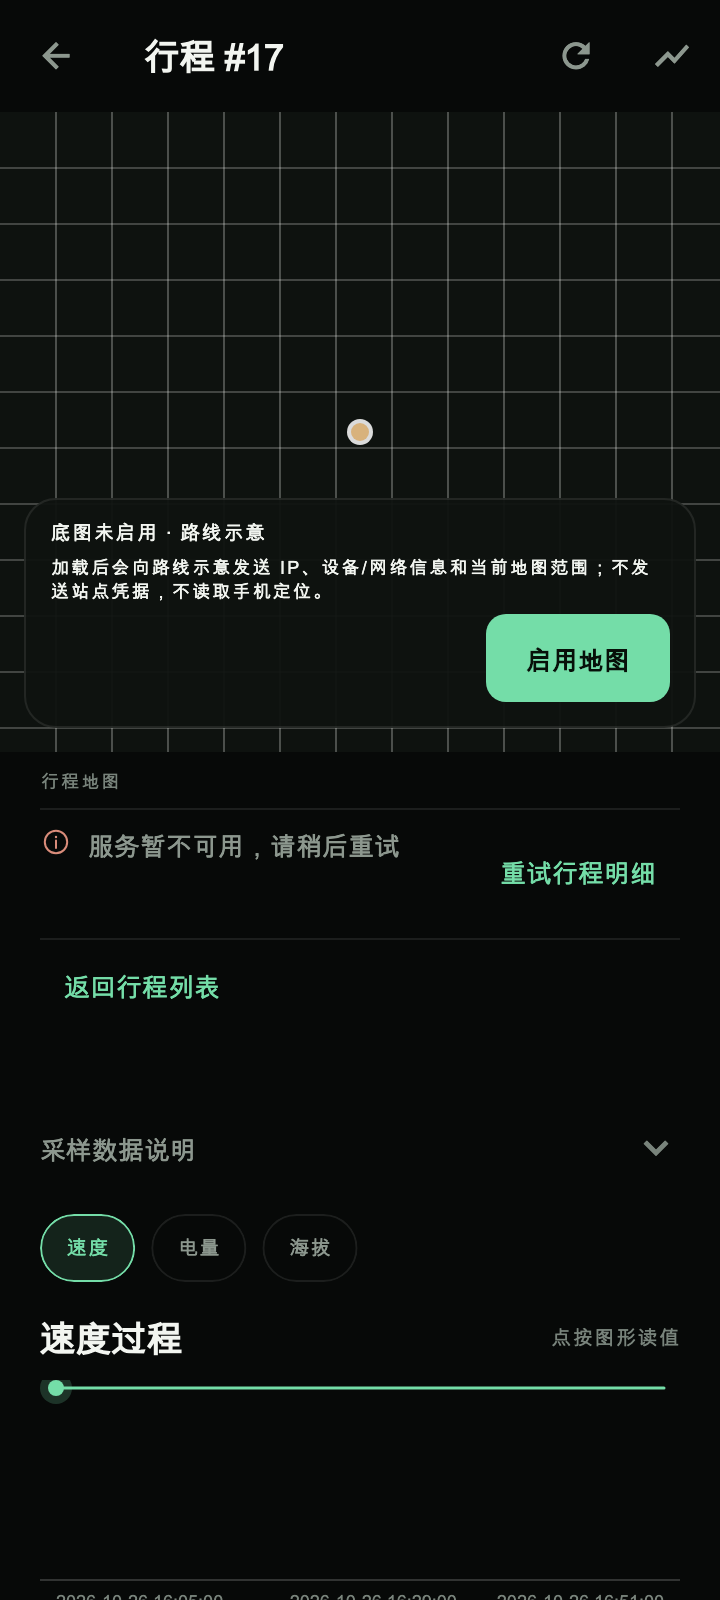 行程 #17
底图未启用 · 路线示意
加载后会向路线示意发送 IP、设备/网络信息和当前地图范围；不发
送站点凭据，不读取手机定位。
启用地图
行程地图
服务暂不可用，请稍后重试
重试行程明细
返回行程列表
采样数据说明
速度
电量
海拔
速度过程
点按图形读值